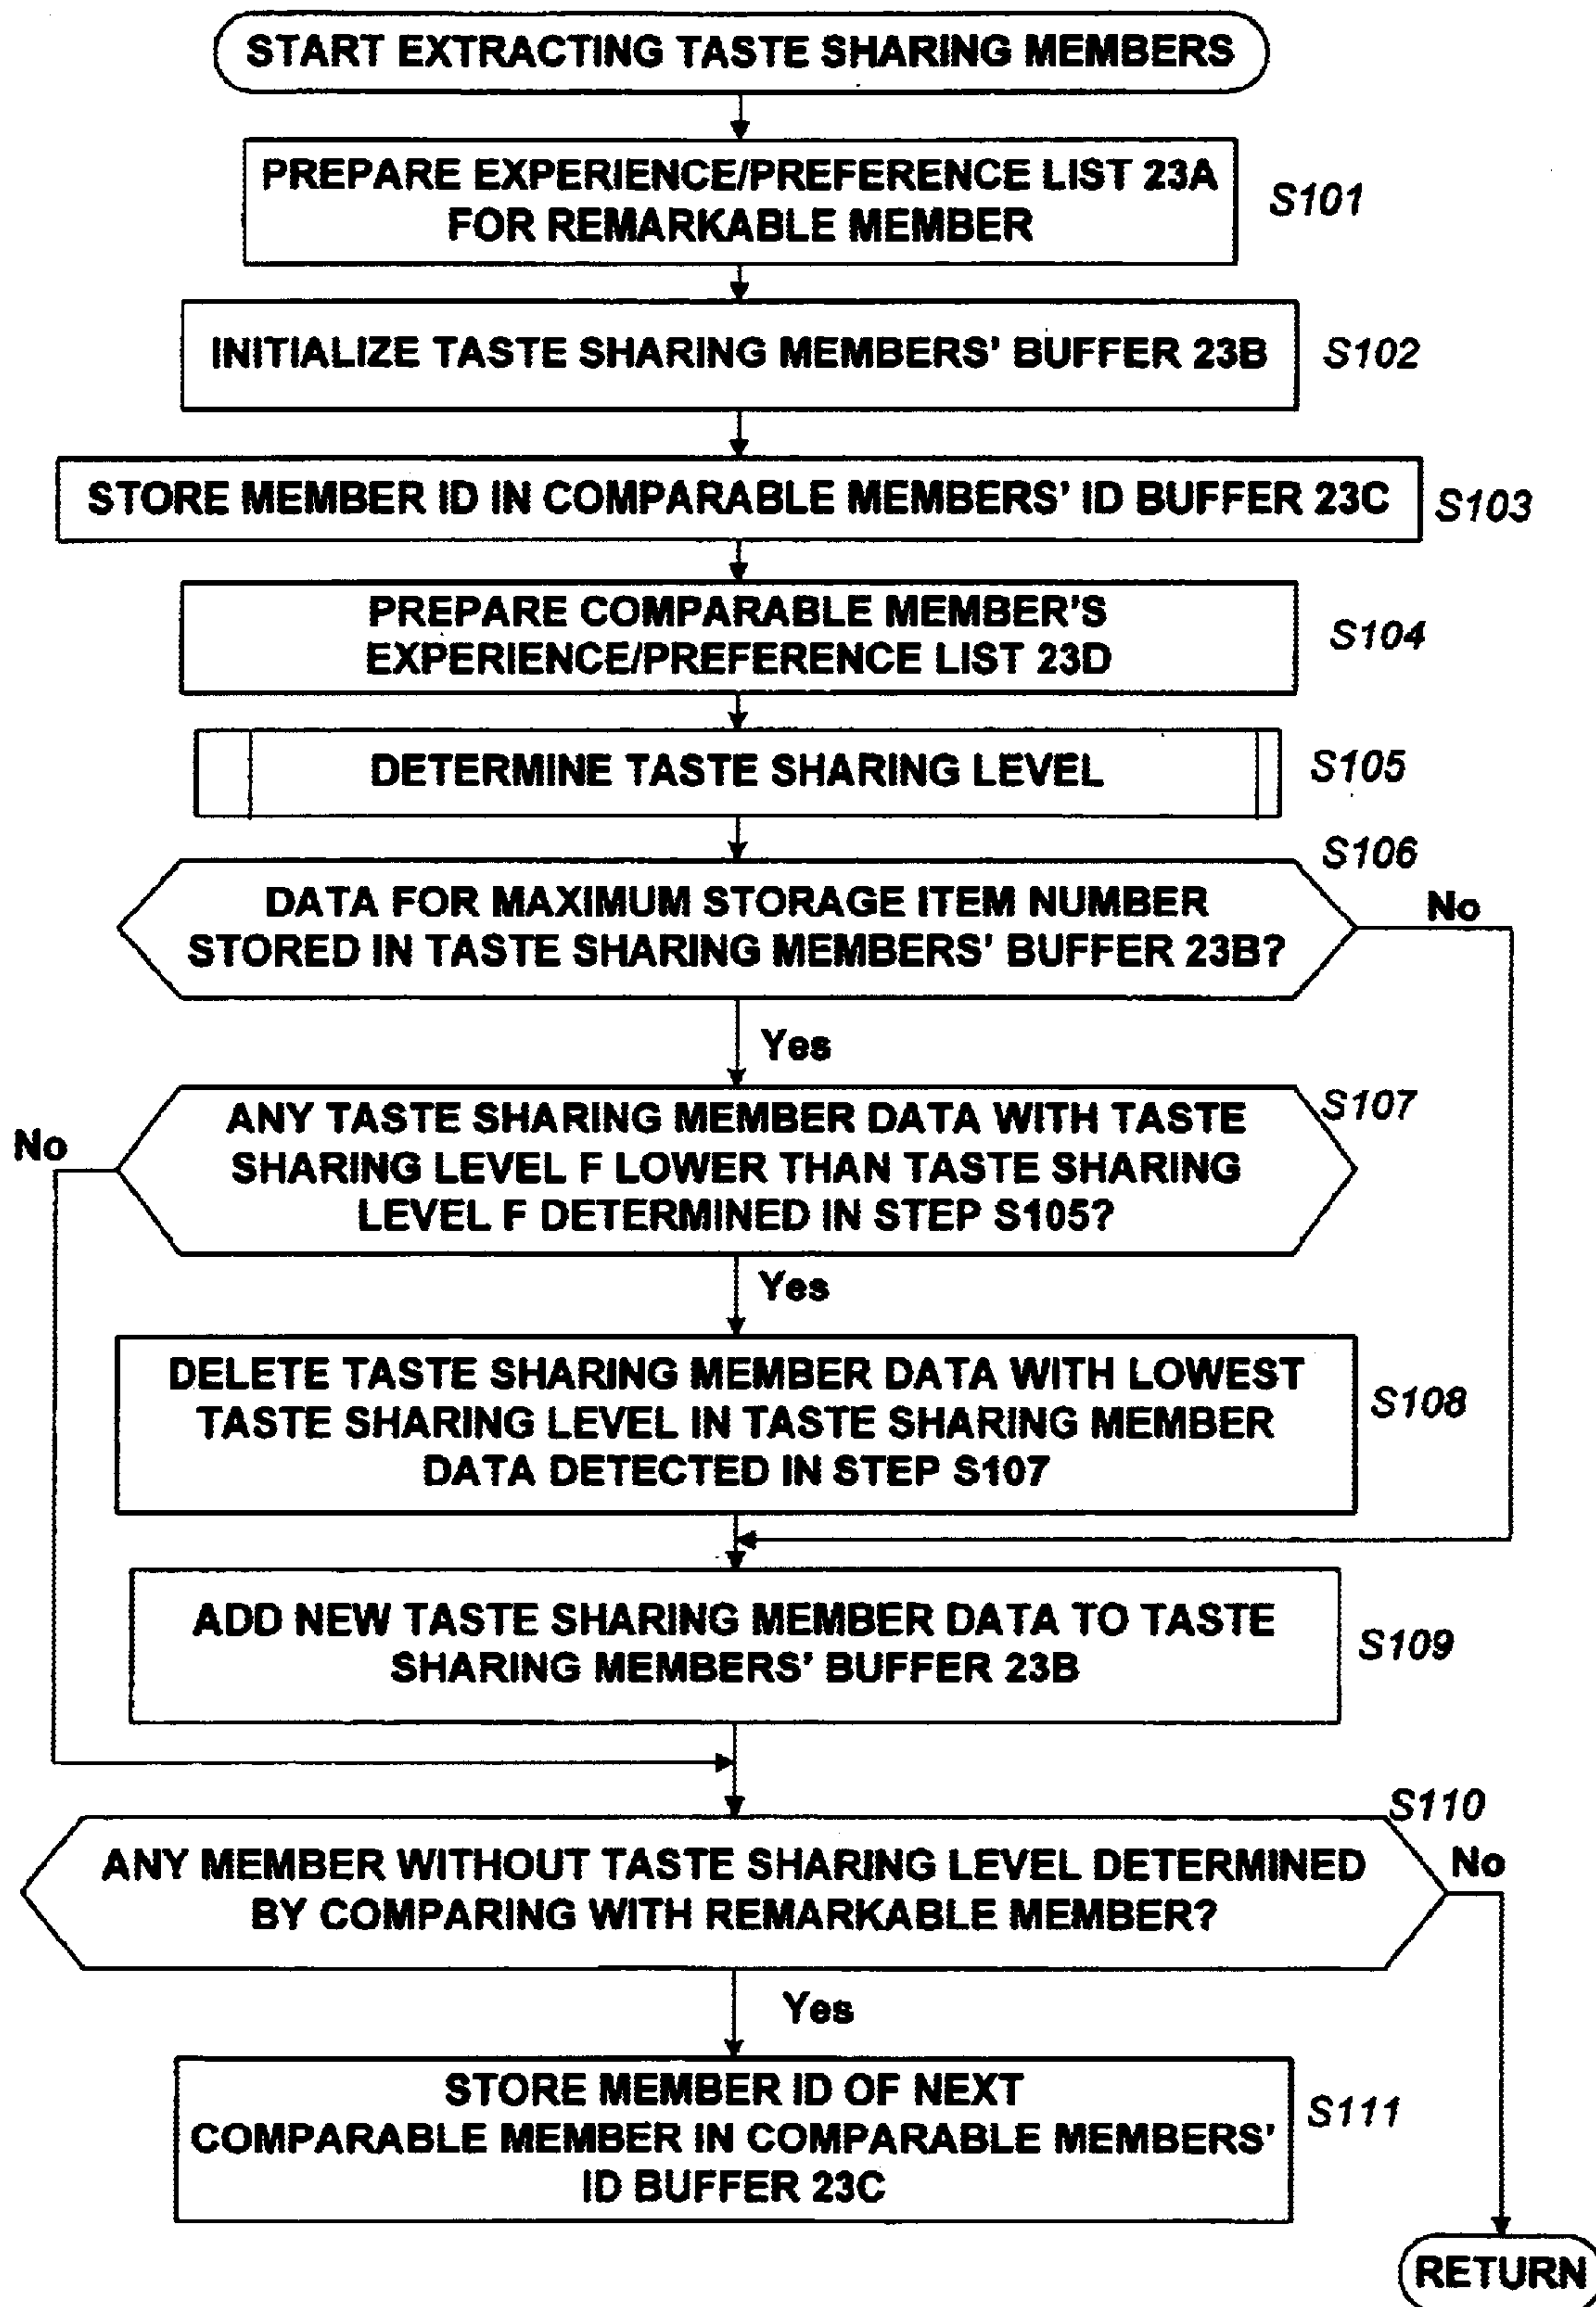 START EXTRACTING TASTE SHARING MEMBERS
PREPARE EXPERIENCE/PREFERENCE LIST 23A
FOR REMARKABLE MEMBER
S101
INITIALIZE TASTE SHARING MEMBERS' BUFFER 23B
S102
STORE MEMBER ID IN COMPARABLE MEMBERS' ID BUFFER 23C
S103
PREPARE COMPARABLE MEMBER'S
EXPERIENCE/PREFERENCE LIST 23D
S104
DETERMINE TASTE SHARING LEVEL
S105
S106
DATA FOR MAXIMUM STORAGE ITEM NUMBER
STORED IN TASTE SHARING MEMBERS' BUFFER 23B?
No
Yes
S107
ANY TASTE SHARING MEMBER DATA WITH TASTE
SHARING LEVEL F LOWER THAN TASTE SHARING
LEVEL F DETERMINED IN STEP S105?
No
Yes
DELETE TASTE SHARING MEMBER DATA WITH LOWEST
TASTE SHARING LEVEL IN TASTE SHARING MEMBER
DATA DETECTED IN STEP S107
S108
ADD NEW TASTE SHARING MEMBER DATA TO TASTE
SHARING MEMBERS' BUFFER 23B
S109
S110
ANY MEMBER WITHOUT TASTE SHARING LEVEL DETERMINED
BY COMPARING WITH REMARKABLE MEMBER?
No
Yes
STORE MEMBER ID OF NEXT
COMPARABLE MEMBER IN COMPARABLE MEMBERS'
ID BUFFER 23C
S111
RETURN